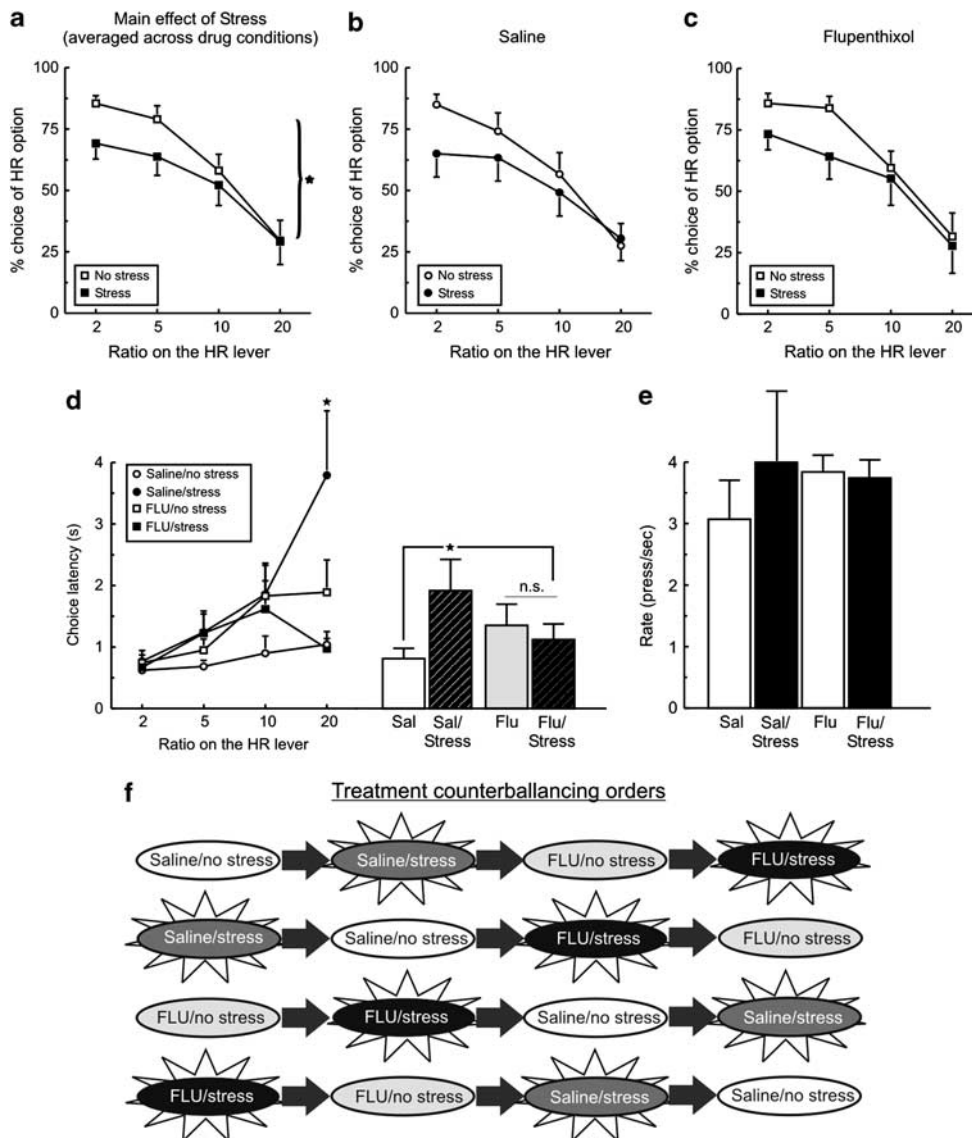 a
Main effect of Stress
(averaged across drug conditions)
% choice of HR option
100
75
50
25
0
No stress
Stress
2 5 10 20
Ratio on the HR lever
b
Saline
% choice of HR option
100
75
50
25
0
No stress
Stress
2 5 10 20
Ratio on the HR lever
c
Flupenthixol
% choice of HR option
100
75
50
25
0
No stress
Stress
2 5 10 20
Ratio on the HR lever
d
Choice latency (s)
4
3
2
1
0
Saline/no stress
Saline/stress
FLU/no stress
FLU/stress
2 5 10 20
Ratio on the HR lever
n.s.
Sal Sal/ Flu Flu/
Stress Stress
e
Rate (press/sec)
4
3
2
1
0
Sal Sal/ Flu Flu/
Stress Stress
f
Treatment counterballancing orders
Saline/no stress Saline/stress FLU/no stress FLU/stress
Saline/stress Saline/no stress FLU/stress FLU/no stress
FLU/no stress FLU/stress Saline/no stress Saline/stress
FLU/stress FLU/no stress Saline/stress Saline/no stress